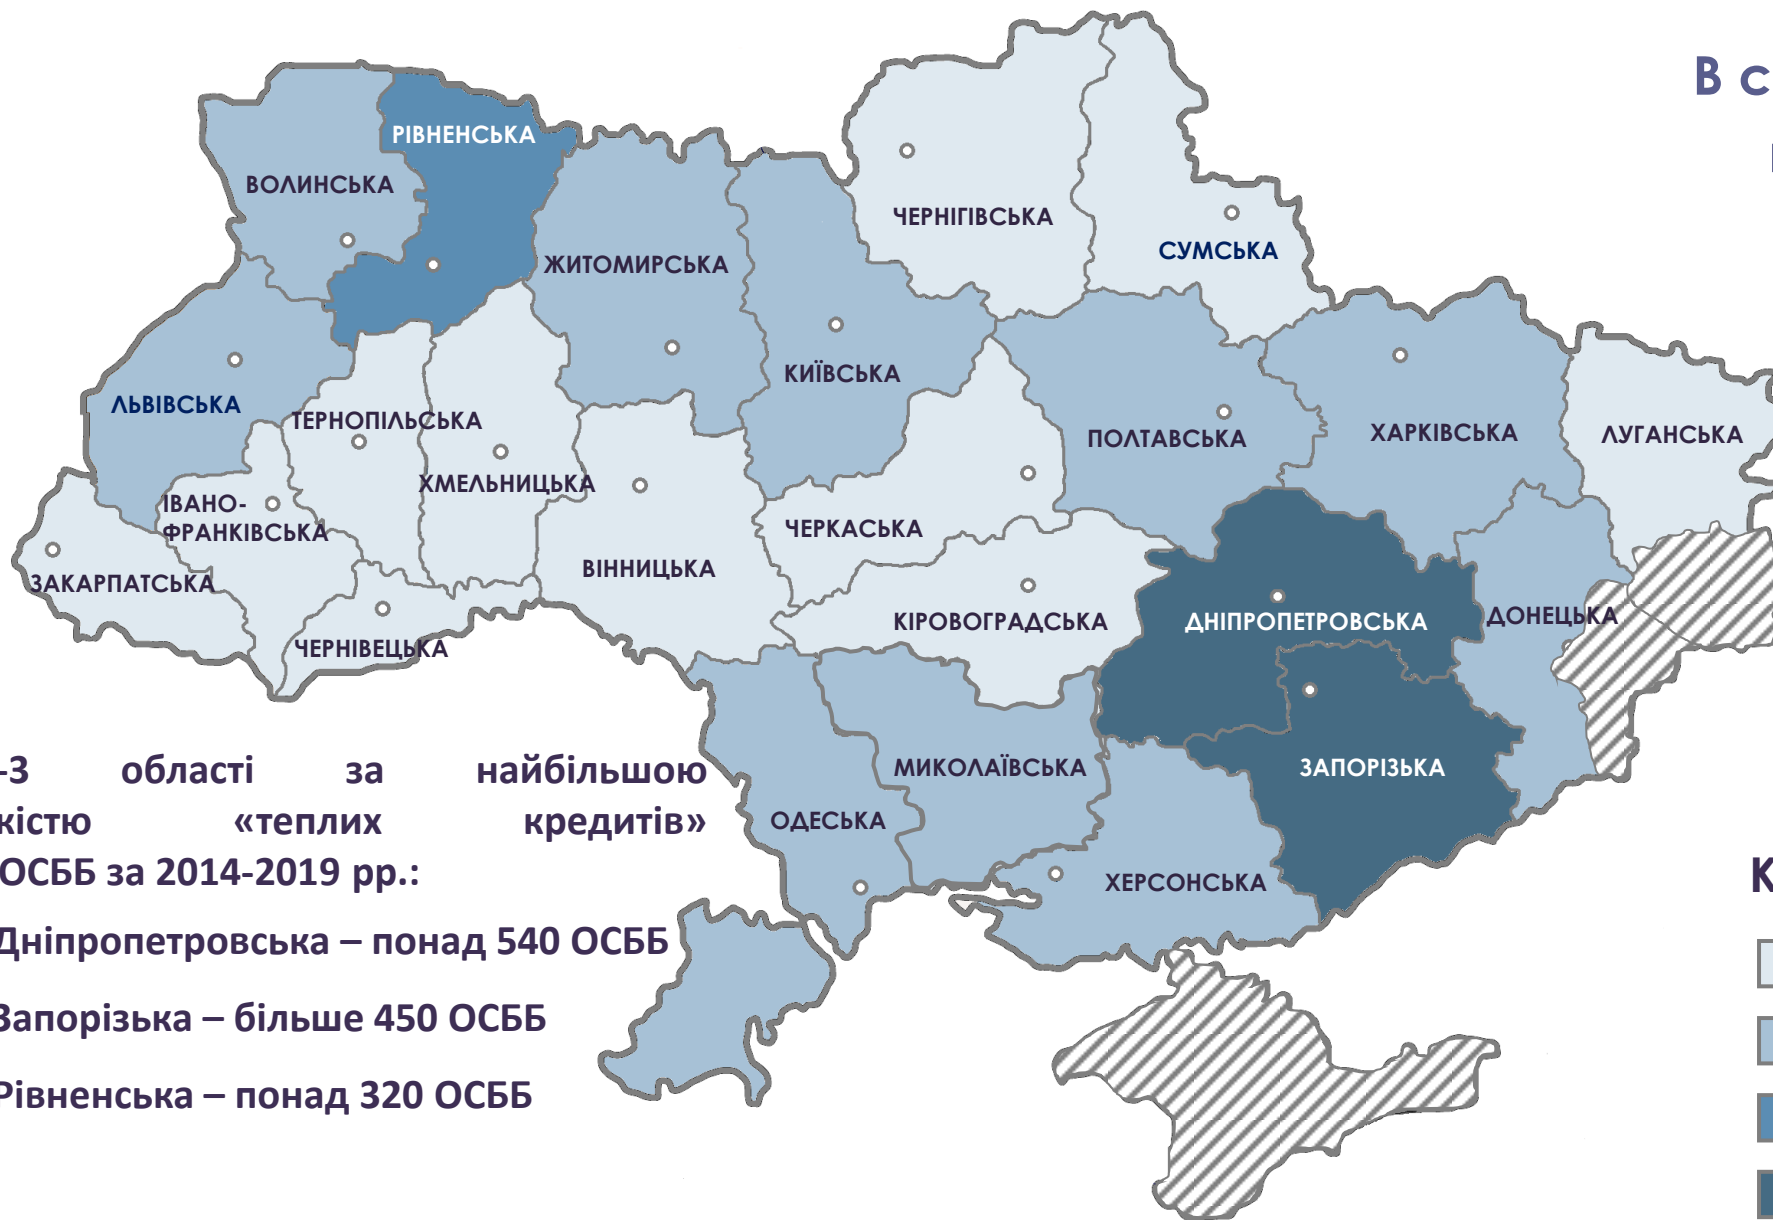 В с
РІВНЕНСЬКА
ВОЛИНСЬКА
ЧЕРНІГІВСЬКА
СУМСЬКА
ЖИТОМИРСЬКА
КИЇВСЬКА
ЛЬВІВСЬКА
ТЕРНОПІЛЬСЬКА
ПОЛТАВСЬКА
ХАРКІВСЬКА
ЛУГАНСЬКА
ХМЕЛЬНИЦЬКА
ІВАНО-
ФРАНКІВСЬКА
ЧЕРКАСЬКА
ВІННИЦЬКА
ЗАКАРПАТСЬКА
КІРОВОГРАДСЬКА
ДНІПРОПЕТРОВСЬКА
ДОНЕЦЬКА
ЧЕРНІВЕЦЬКА
МИКОЛАЇВСЬКА
ЗАПОРІЗЬКА
ОДЕСЬКА
ХЕРСОНСЬКА
-3 області за найбільшою
кістю «теплих кредитів»
ОСББ за 2014-2019 рр.:
Дніпропетровська – понад 540 ОСББ
Запорізька – більше 450 ОСББ
Рівненська – понад 320 ОСББ
К